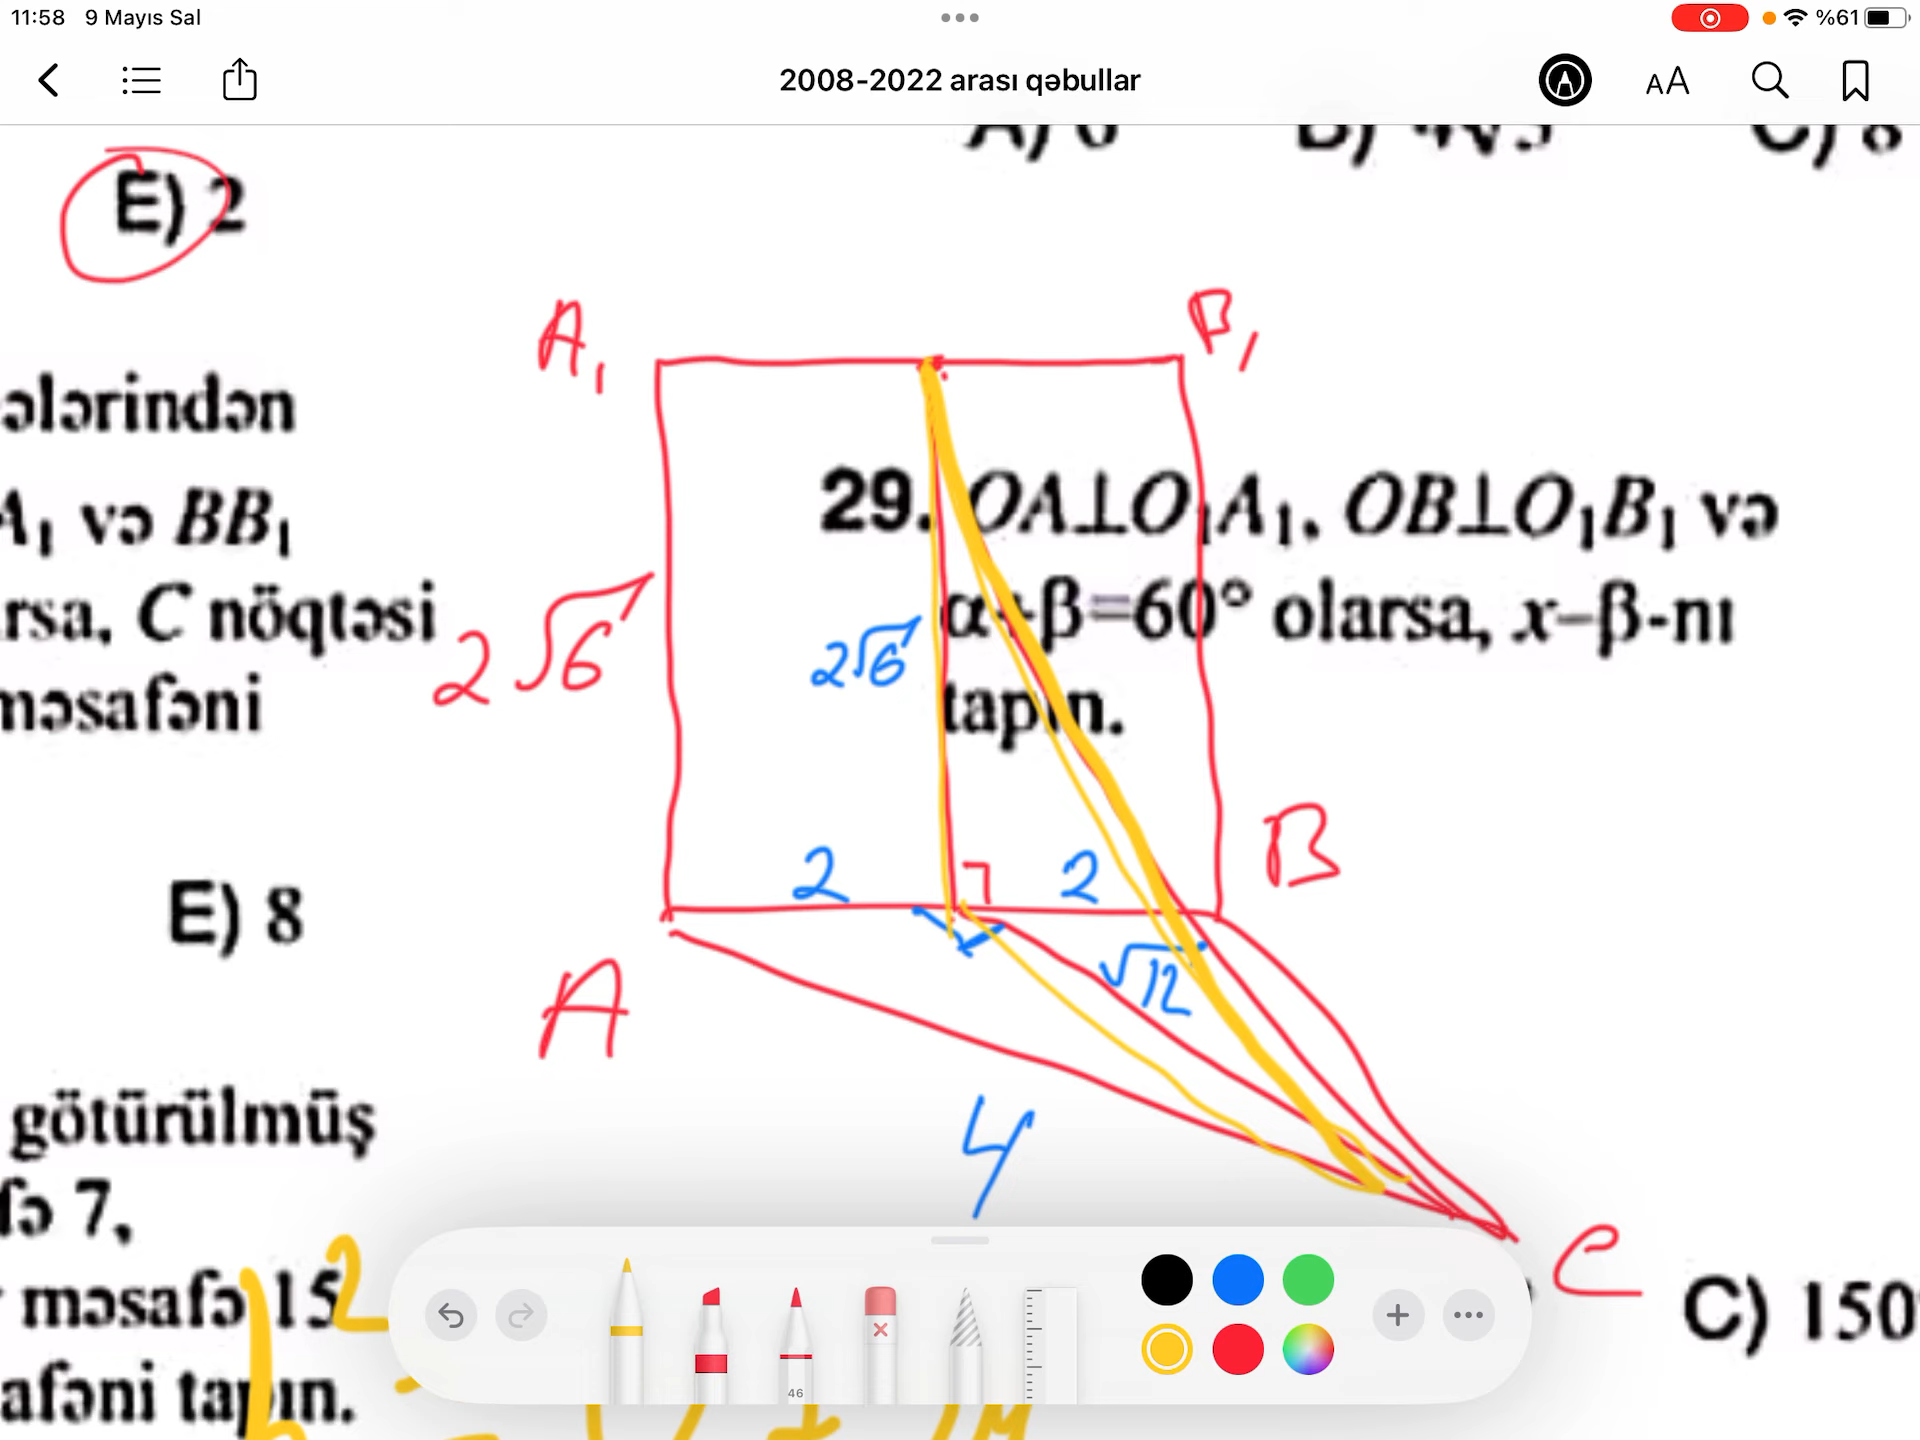 11:58 9 Mayıs Sal
%61
2008-2022 arası qəbullar
AA
E) 2
A₁
B₁
ələrindən
A₁ və BB₁
rsa, C nöqtəsi
məsafəni
29. OA⊥O₁A₁, OB⊥O₁B₁ və
α+β=60° olarsa, x–β-nı
tapın.
2√6
2√6
2
2
B
√12
A
E) 8
4
C
götürülmüş
fə 7,
məsafə 15
afəni tapın.
2
h
46
C) 150